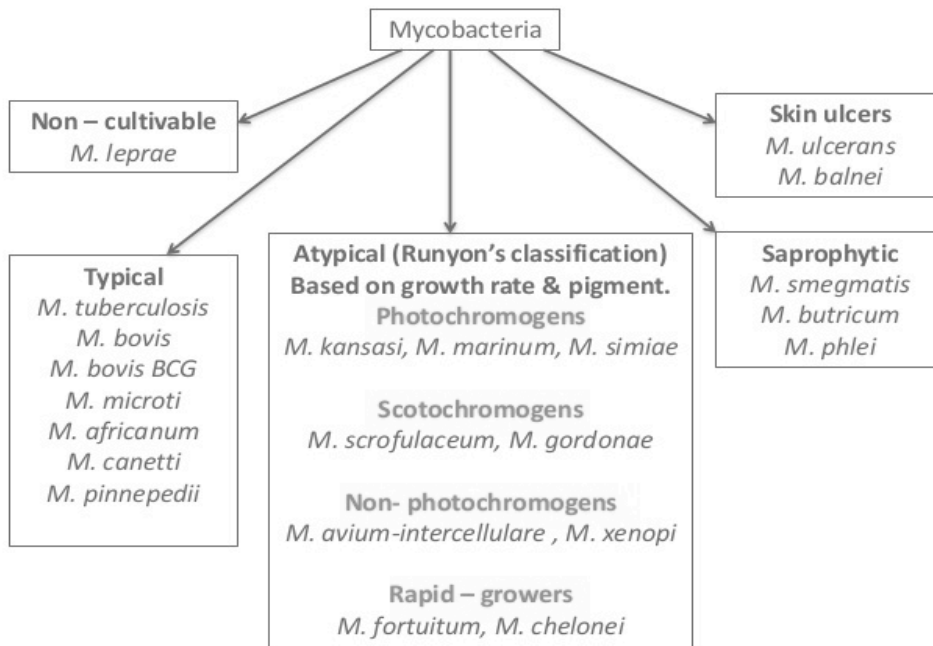 Mycobacteria
Non – cultivable
M. leprae
Skin ulcers
M. ulcerans
M. balnei
Typical
M. tuberculosis
M. bovis
M. bovis BCG
M. microti
M. africanum
M. canetti
M. pinnepedii
Atypical (Runyon’s classification)
Based on growth rate & pigment.
Photochromogens
M. kansasi, M. marinum, M. simiae
Scotochromogens
M. scrofulaceum, M. gordonae
Non- photochromogens
M. avium-intercellulare , M. xenopi
Rapid – growers
M. fortuitum, M. chelonei
Saprophytic
M. smegmatis
M. butricum
M. phlei